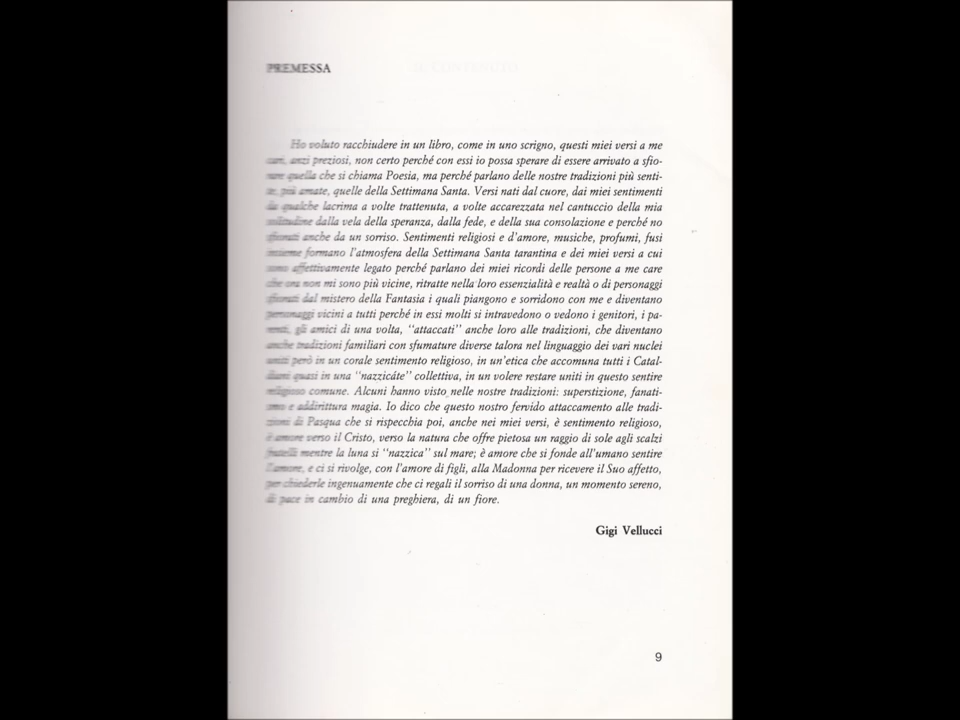 PREMESSA
Ho voluto racchiudere in un libro, come in uno scrigno, questi miei versi a me
cari, anzi preziosi, non certo perché con essi io possa sperare di essere arrivato a sfio-
rare quella che si chiama Poesia, ma perché parlano delle nostre tradizioni più senti-
te, più amate, quelle della Settimana Santa. Versi nati dal cuore, dai miei sentimenti
da qualche lacrima a volte trattenuta, a volte accarezzata nel cantuccio della mia
solitudine dalla vela della speranza, dalla fede, e della sua consolazione e perché no
sfiorati anche da un sorriso. Sentimenti religiosi e d'amore, musiche, profumi, fusi
insieme formano l'atmosfera della Settimana Santa tarantina e dei miei versi a cui
sono affettivamente legato perché parlano dei miei ricordi delle persone a me care
che ora non mi sono più vicine, ritratte nella loro essenzialità e realtà o di personaggi
sfiorati dal mistero della Fantasia i quali piangono e sorridono con me e diventano
personaggi vicini a tutti perché in essi molti si intravedono o vedono i genitori, i pa-
renti, gli amici di una volta, "attaccati" anche loro alle tradizioni, che diventano
anche tradizioni familiari con sfumature diverse talora nel linguaggio dei vari nuclei
uniti però in un corale sentimento religioso, in un'etica che accomuna tutti i Catal-
diani quasi in una "nazzicáte" collettiva, in un volere restare uniti in questo sentire
religioso comune. Alcuni hanno visto nelle nostre tradizioni: superstizione, fanati-
smo e addirittura magia. Io dico che questo nostro fervido attaccamento alle tradi-
zioni di Pasqua che si rispecchia poi, anche nei miei versi, è sentimento religioso,
è amore verso il Cristo, verso la natura che offre pietosa un raggio di sole agli scalzi
fratelli mentre la luna si "nazzica" sul mare; è amore che si fonde all'umano sentire
l'amore, e ci si rivolge, con l'amore di figli, alla Madonna per ricevere il Suo affetto,
per chiederle ingenuamente che ci regali il sorriso di una donna, un momento sereno,
di pace in cambio di una preghiera, di un fiore.
Gigi Vellucci
9